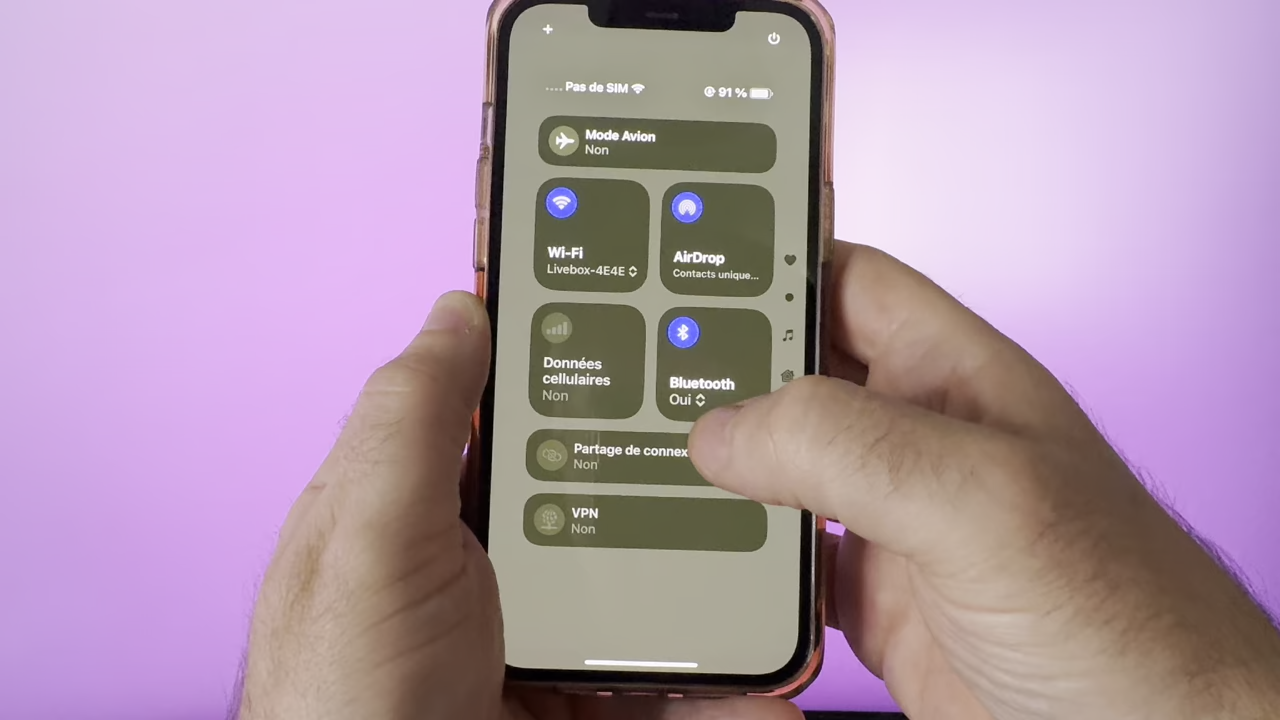 Pas de SIM
91 %
Mode Avion
Non
Wi-Fi
Livebox-4E4E
AirDrop
Contacts unique...
Données
cellulaires
Non
Bluetooth
Oui
Partage de connex
Non
VPN
Non